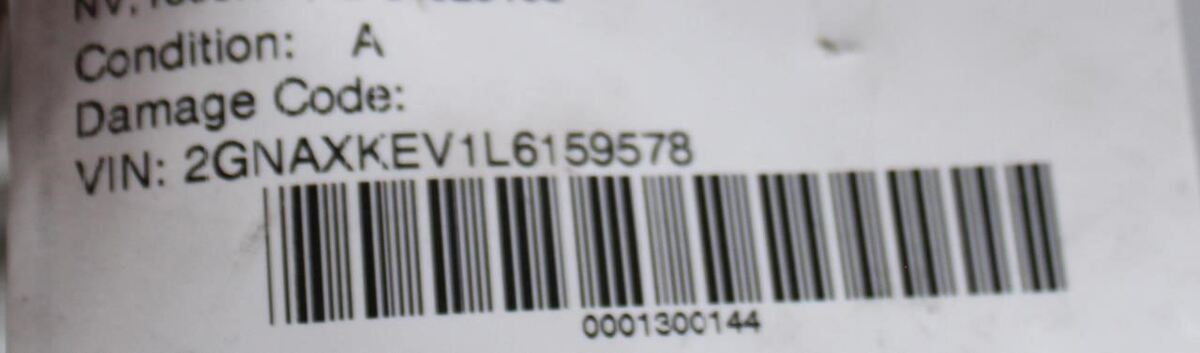 Condition: A
Damage Code:
VIN: 2GNAXKEV1L6159578
0001300144